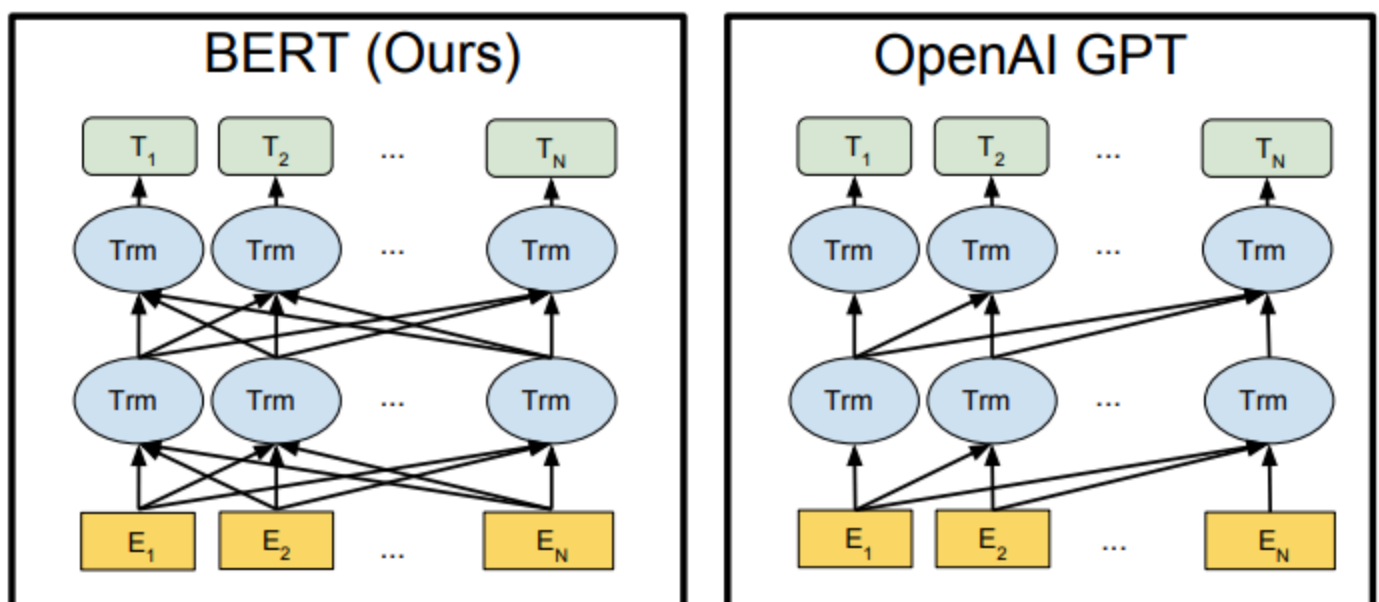 BERT (Ours)
T1 T2 ... TN
Trm Trm ... Trm
Trm Trm ... Trm
E1 E2 ... EN
OpenAI GPT
T1 T2 ... TN
Trm Trm ... Trm
Trm Trm ... Trm
E1 E2 ... EN